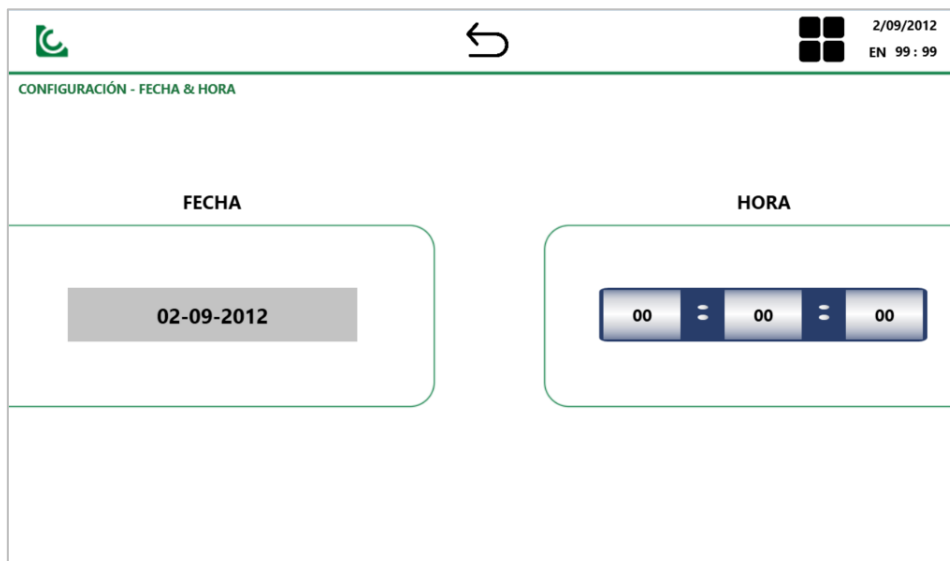 2/09/2012
EN 99 : 99
CONFIGURACIÓN - FECHA & HORA
FECHA
HORA
02-09-2012
00 : 00 : 00